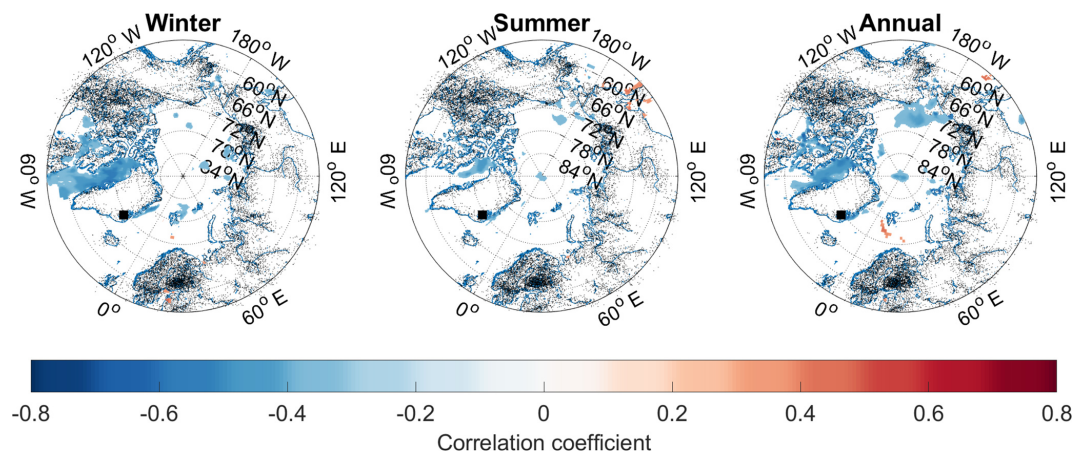 Winter
120° W
180° W
60°N
66°N
72°N
78°N
84°N
60° W
120° E
0°
60° E
Summer
120° W
180° W
60°N
66°N
72°N
78°N
84°N
60° W
120° E
0°
60° E
Annual
120° W
180° W
60°N
66°N
72°N
78°N
84°N
60° W
120° E
0°
60° E
-0.8 -0.6 -0.4 -0.2 0 0.2 0.4 0.6 0.8
Correlation coefficient